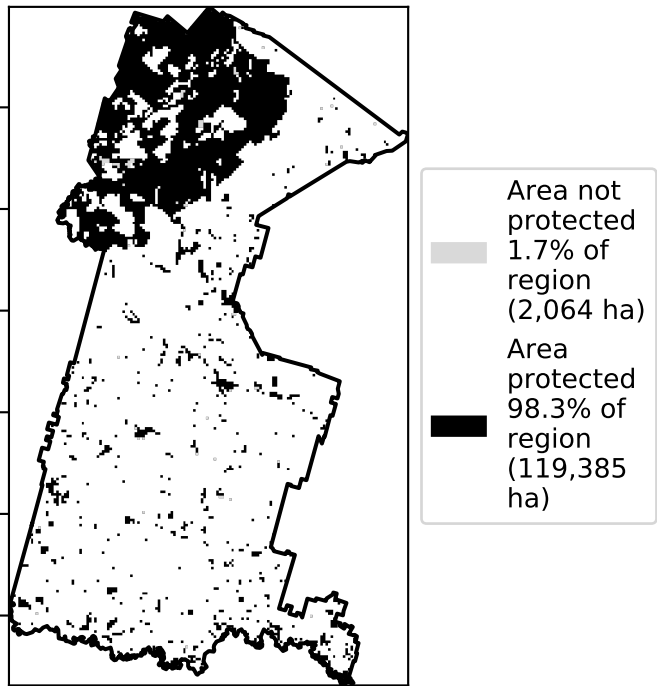 Area not
protected
1.7% of
region
(2,064 ha)
Area
protected
98.3% of
region
(119,385
ha)